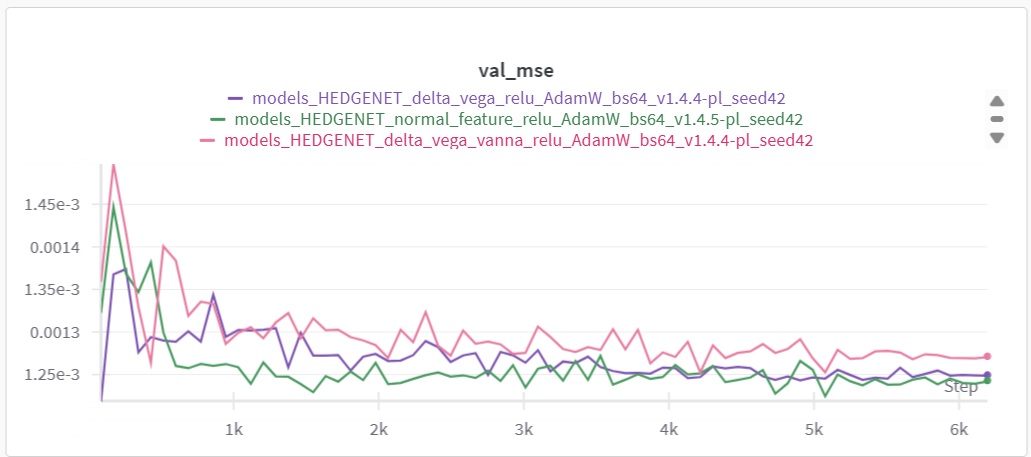 val_mse
models_HEDGENET_delta_vega_relu_AdamW_bs64_v1.4.4-pl_seed42
models_HEDGENET_normal_feature_relu_AdamW_bs64_v1.4.5-pl_seed42
models_HEDGENET_delta_vega_vanna_relu_AdamW_bs64_v1.4.4-pl_seed42
1.45e-3
0.0014
1.35e-3
0.0013
1.25e-3
Step
1k 2k 3k 4k 5k 6k